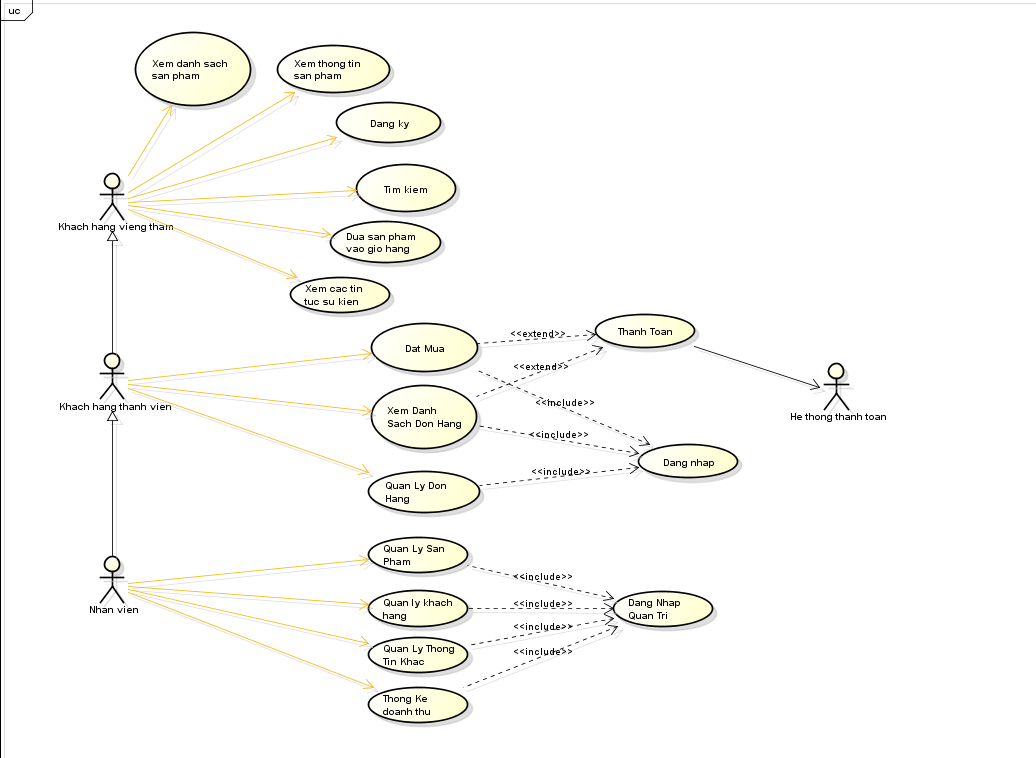 uc
Xem danh sach
san pham
Xem thong tin
san pham
Dang ky
Tim kiem
Khach hang vieng tham
Dua san pham
vao gio hang
Xem cac tin
tuc su kien
Dat Mua
<<extend>>
Thanh Toan
<<extend>>
Khach hang thanh vien
Xem Danh
Sach Don Hang
<<include>>
He thong thanh toan
<<include>>
Dang nhap
<<include>>
Quan Ly Don
Hang
Quan Ly San
Pham
<<include>>
Nhan vien
Quan ly khach
hang
<<include>>
Dang Nhap
Quan Tri
<<include>>
Quan Ly Thong
Tin Khac
<<include>>
Thong Ke
doanh thu